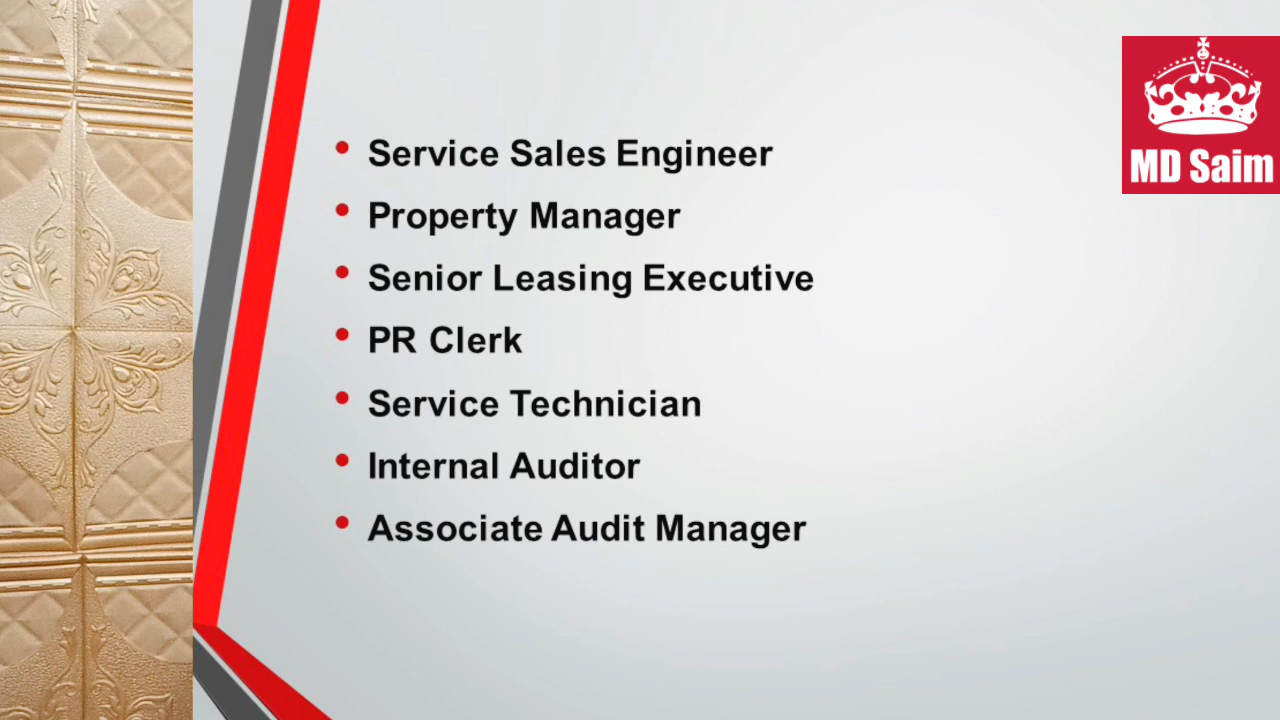 MD Saim
Service Sales Engineer
Property Manager
Senior Leasing Executive
PR Clerk
Service Technician
Internal Auditor
Associate Audit Manager